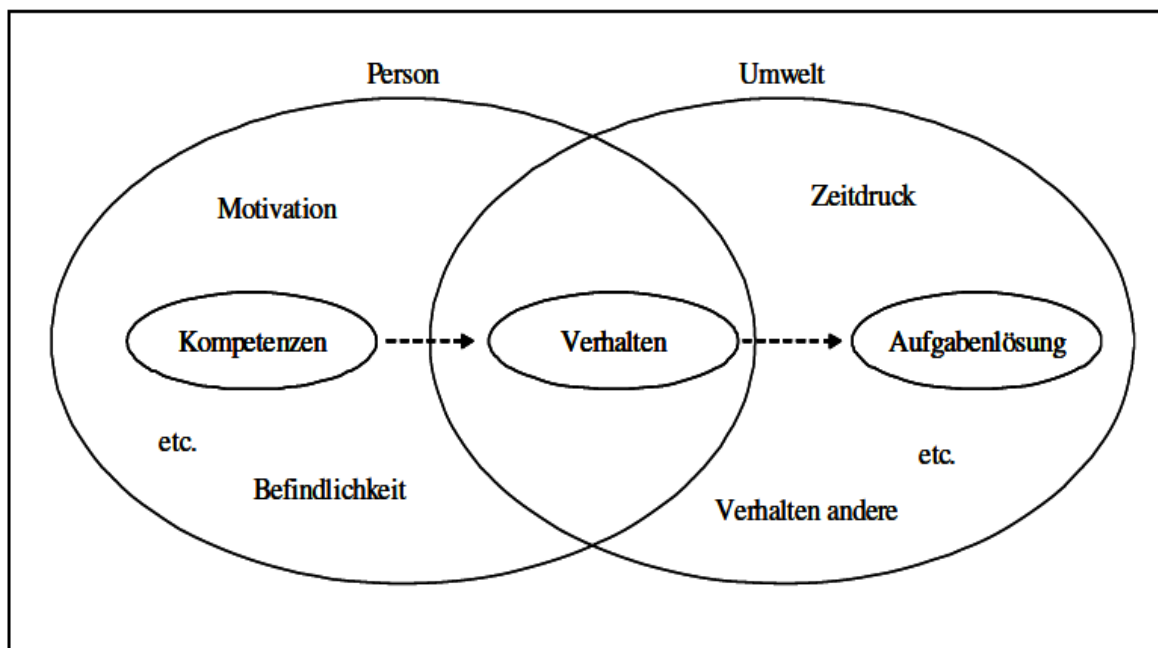 Person
Umwelt
Motivation
Zeitdruck
Kompetenzen
Verhalten
Aufgabenlösung
etc.
etc.
Befindlichkeit
Verhalten andere